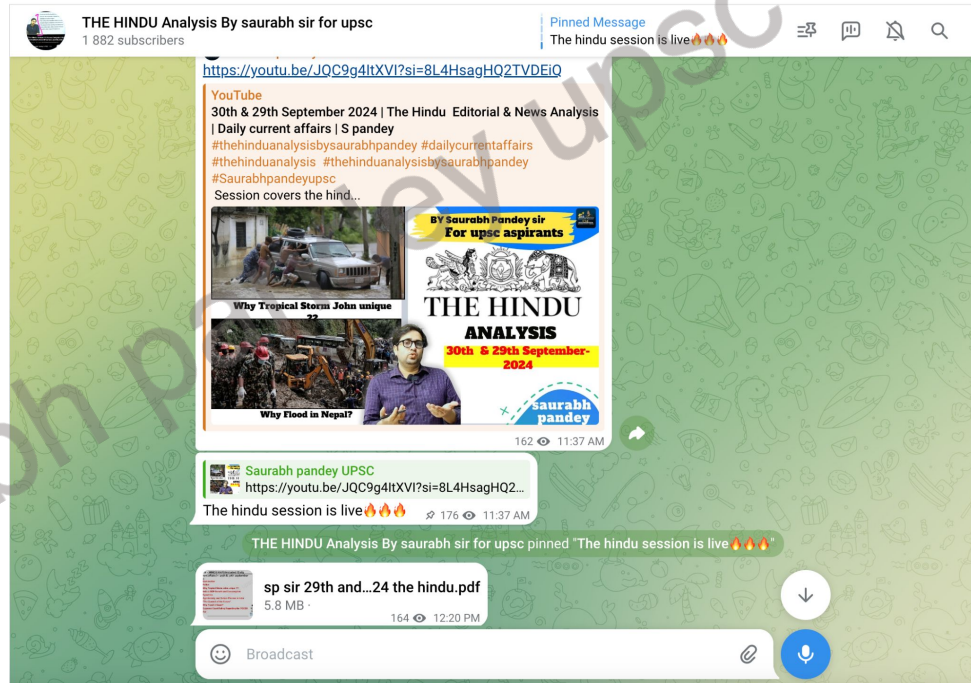 THE HINDU Analysis By saurabh sir for upsc
1 882 subscribers
Pinned Message
The hindu session is live🔥🔥🔥
https://youtu.be/JQC9g4ItXVI?si=8L4HsagHQ2TVDEiQ
YouTube
30th & 29th September 2024 | The Hindu Editorial & News Analysis
| Daily current affairs | S pandey
#thehinduanalysisbysaurabhpandey #dailycurrentaffairs
#thehinduanalysis #thehinduanalysisbysaurabhpandey
#Saurabhpandeyupsc
Session covers the hind...
BY Saurabh Pandey sir
For upsc aspirants
Why Tropical Storm John unique
??
THE HINDU
ANALYSIS
30th & 29th September-
2024
Why Flood in Nepal?
saurabh
pandey
162 11:37 AM
Saurabh pandey UPSC
https://youtu.be/JQC9g4ItXVI?si=8L4HsagHQ2...
The hindu session is live🔥🔥🔥
176 11:37 AM
THE HINDU Analysis By saurabh sir for upsc pinned "The hindu session is live🔥🔥🔥"
sp sir 29th and...24 the hindu.pdf
5.8 MB ·
164 12:20 PM
Broadcast
bh pandey upsc